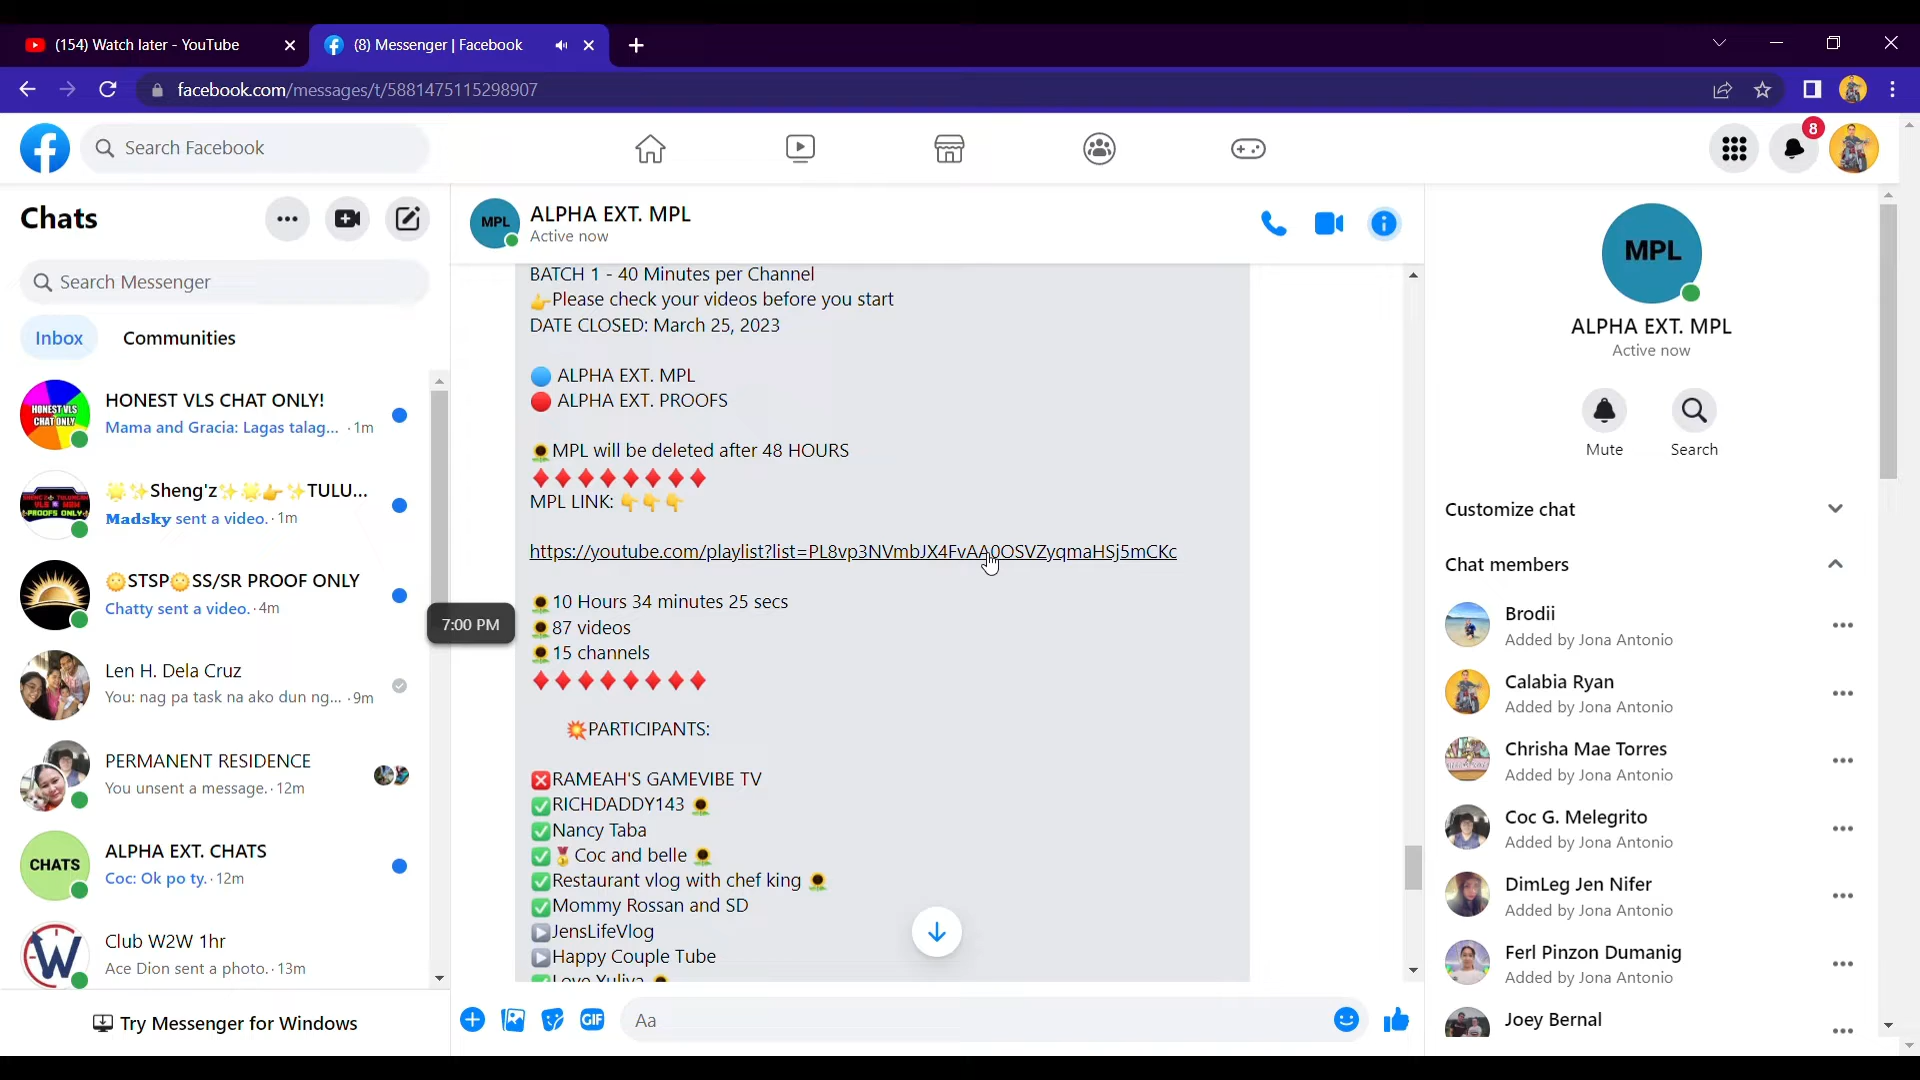 (154) Watch later - YouTube
(8) Messenger | Facebook
facebook.com/messages/t/5881475115298907
Search Facebook
8
Chats
Search Messenger
Inbox
Communities
HONEST VLS CHAT ONLY
HONEST VLS CHAT ONLY!
Mama and Gracia: Lagas talag... · 1m
🌟✨Sheng'z✨🌟👉✨TULU...
Madsky sent a video. · 1m
🌞STSP🌞SS/SR PROOF ONLY
Chatty sent a video. · 4m
Len H. Dela Cruz
You: nag pa task na ako dun ng... · 9m
PERMANENT RESIDENCE
You unsent a message. · 12m
CHATS
ALPHA EXT. CHATS
Coc: Ok po ty. · 12m
Club W2W 1hr
Ace Dion sent a photo. · 13m
Try Messenger for Windows
MPL
ALPHA EXT. MPL
Active now
BATCH 1 - 40 Minutes per Channel
👉Please check your videos before you start
DATE CLOSED: March 25, 2023
🔵 ALPHA EXT. MPL
🔴 ALPHA EXT. PROOFS
🌻MPL will be deleted after 48 HOURS
♦️♦️♦️♦️♦️♦️♦️♦️
MPL LINK: 👇👇👇
https://youtube.com/playlist?list=PL8vp3NVmbJX4FvAA0OSVZyqmaHSj5mCKc
🌻10 Hours 34 minutes 25 secs
7:00 PM
🌻87 videos
🌻15 channels
♦️♦️♦️♦️♦️♦️♦️♦️
💥PARTICIPANTS:
❎RAMEAH'S GAMEVIBE TV
✅RICHDADDY143 🌻
✅Nancy Taba
✅🥇Coc and belle 🌻
✅Restaurant vlog with chef king 🌻
✅Mommy Rossan and SD
▶️JensLifeVlog
▶️Happy Couple Tube
✅Love Yuliya 🌻
GIF
Aa
MPL
ALPHA EXT. MPL
Active now
Mute
Search
Customize chat
Chat members
Brodii
Added by Jona Antonio
Calabia Ryan
Added by Jona Antonio
Chrisha Mae Torres
Added by Jona Antonio
Coc G. Melegrito
Added by Jona Antonio
DimLeg Jen Nifer
Added by Jona Antonio
Ferl Pinzon Dumanig
Added by Jona Antonio
Joey Bernal